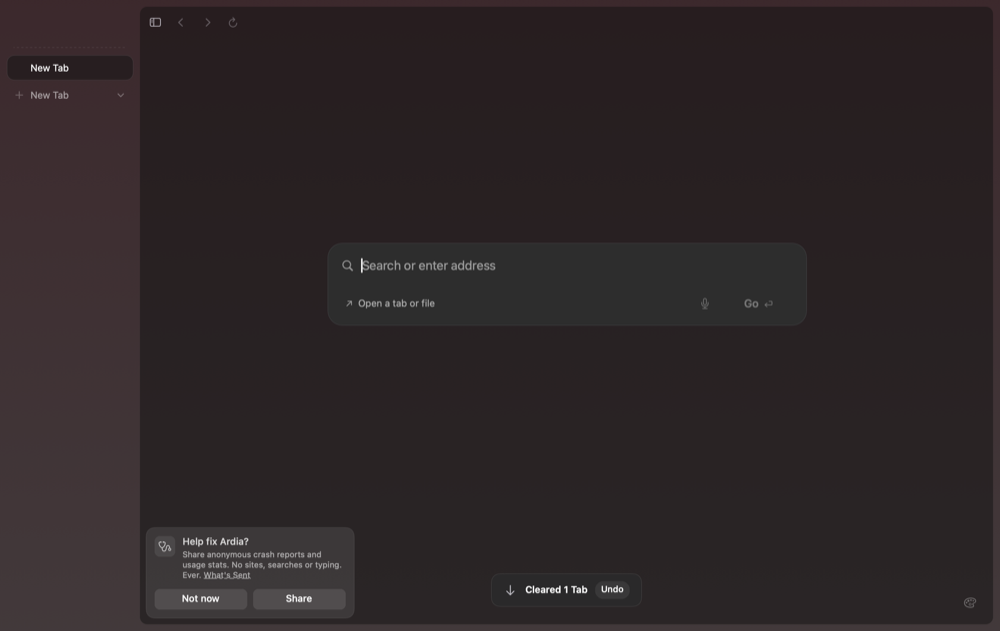 New Tab
New Tab
Search or enter address
Open a tab or file
Go
Help fix Ardia?
Share anonymous crash reports and
usage stats. No sites, searches or typing.
Ever. What's Sent
Not now
Share
Cleared 1 Tab
Undo